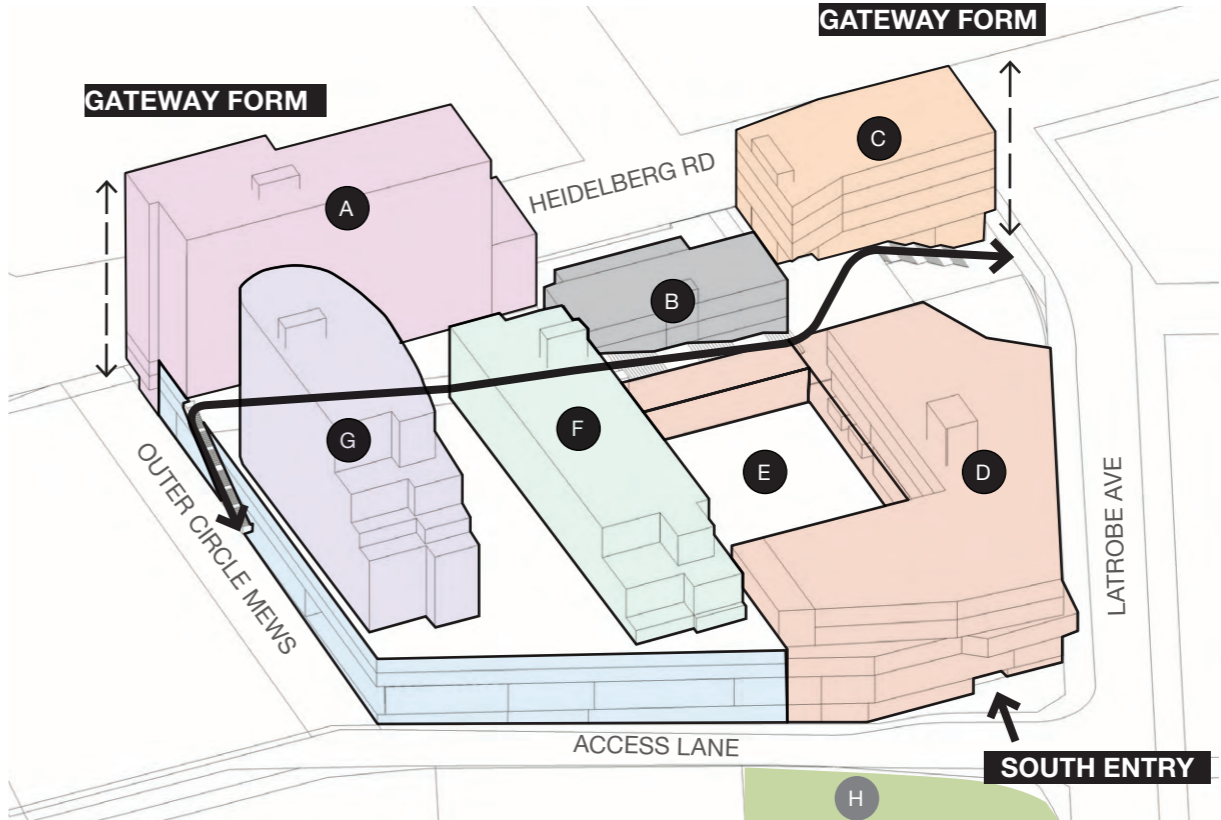 GATEWAY FORM
GATEWAY FORM
C
HEIDELBERG RD
A
B
G
F
E
D
OUTER CIRCLE MEWS
LATROBE AVE
ACCESS LANE
SOUTH ENTRY
H